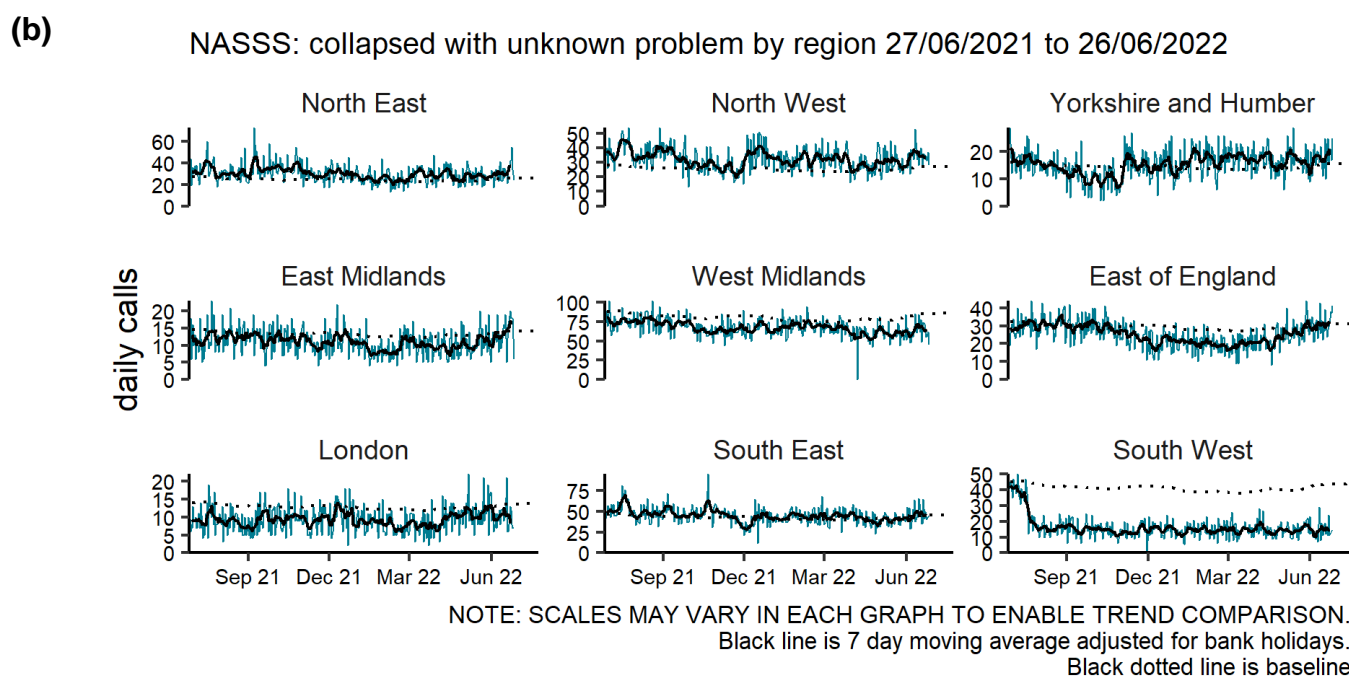 (b)
NASSS: collapsed with unknown problem by region 27/06/2021 to 26/06/2022
North East
North West
Yorkshire and Humber
60
40
20
0
50
40
30
20
10
0
20
10
0
daily calls
East Midlands
West Midlands
East of England
20
15
10
5
0
100
75
50
25
0
40
30
20
10
0
London
South East
South West
20
15
10
5
0
75
50
25
0
50
40
30
20
10
0
Sep 21 Dec 21 Mar 22 Jun 22
Sep 21 Dec 21 Mar 22 Jun 22
Sep 21 Dec 21 Mar 22 Jun 22
NOTE: SCALES MAY VARY IN EACH GRAPH TO ENABLE TREND COMPARISON.
Black line is 7 day moving average adjusted for bank holidays.
Black dotted line is baseline